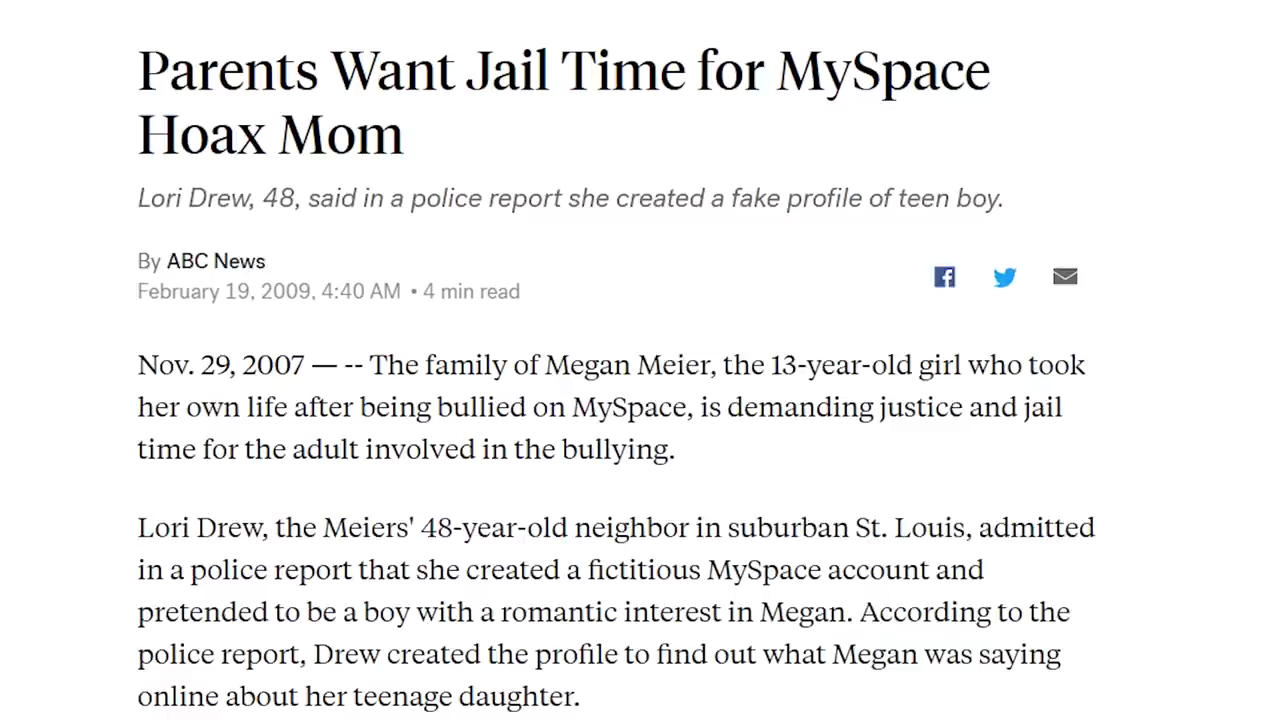 Parents Want Jail Time for MySpace
Hoax Mom
Lori Drew, 48, said in a police report she created a fake profile of teen boy.
By ABC News
February 19, 2009, 4:40 AM • 4 min read
Nov. 29, 2007 — -- The family of Megan Meier, the 13-year-old girl who took
her own life after being bullied on MySpace, is demanding justice and jail
time for the adult involved in the bullying.
Lori Drew, the Meiers' 48-year-old neighbor in suburban St. Louis, admitted
in a police report that she created a fictitious MySpace account and
pretended to be a boy with a romantic interest in Megan. According to the
police report, Drew created the profile to find out what Megan was saying
online about her teenage daughter.